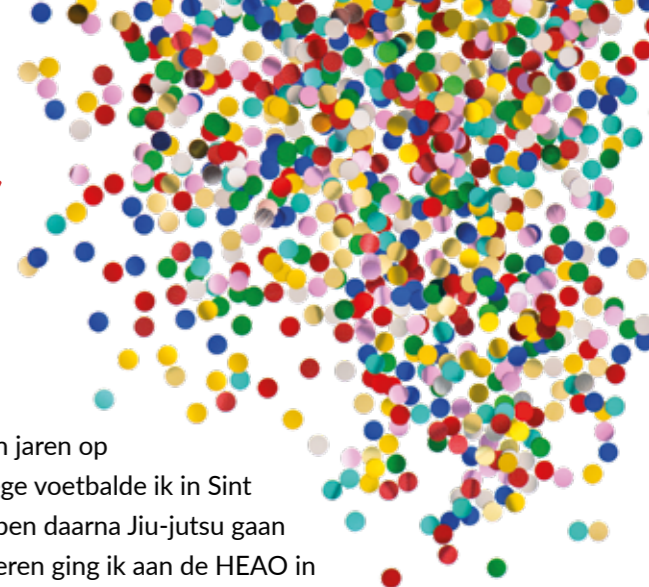 n jaren op
ge voetbalde ik in Sint
ben daarna Jiu-jutsu gaan
eren ging ik aan de HEAO in